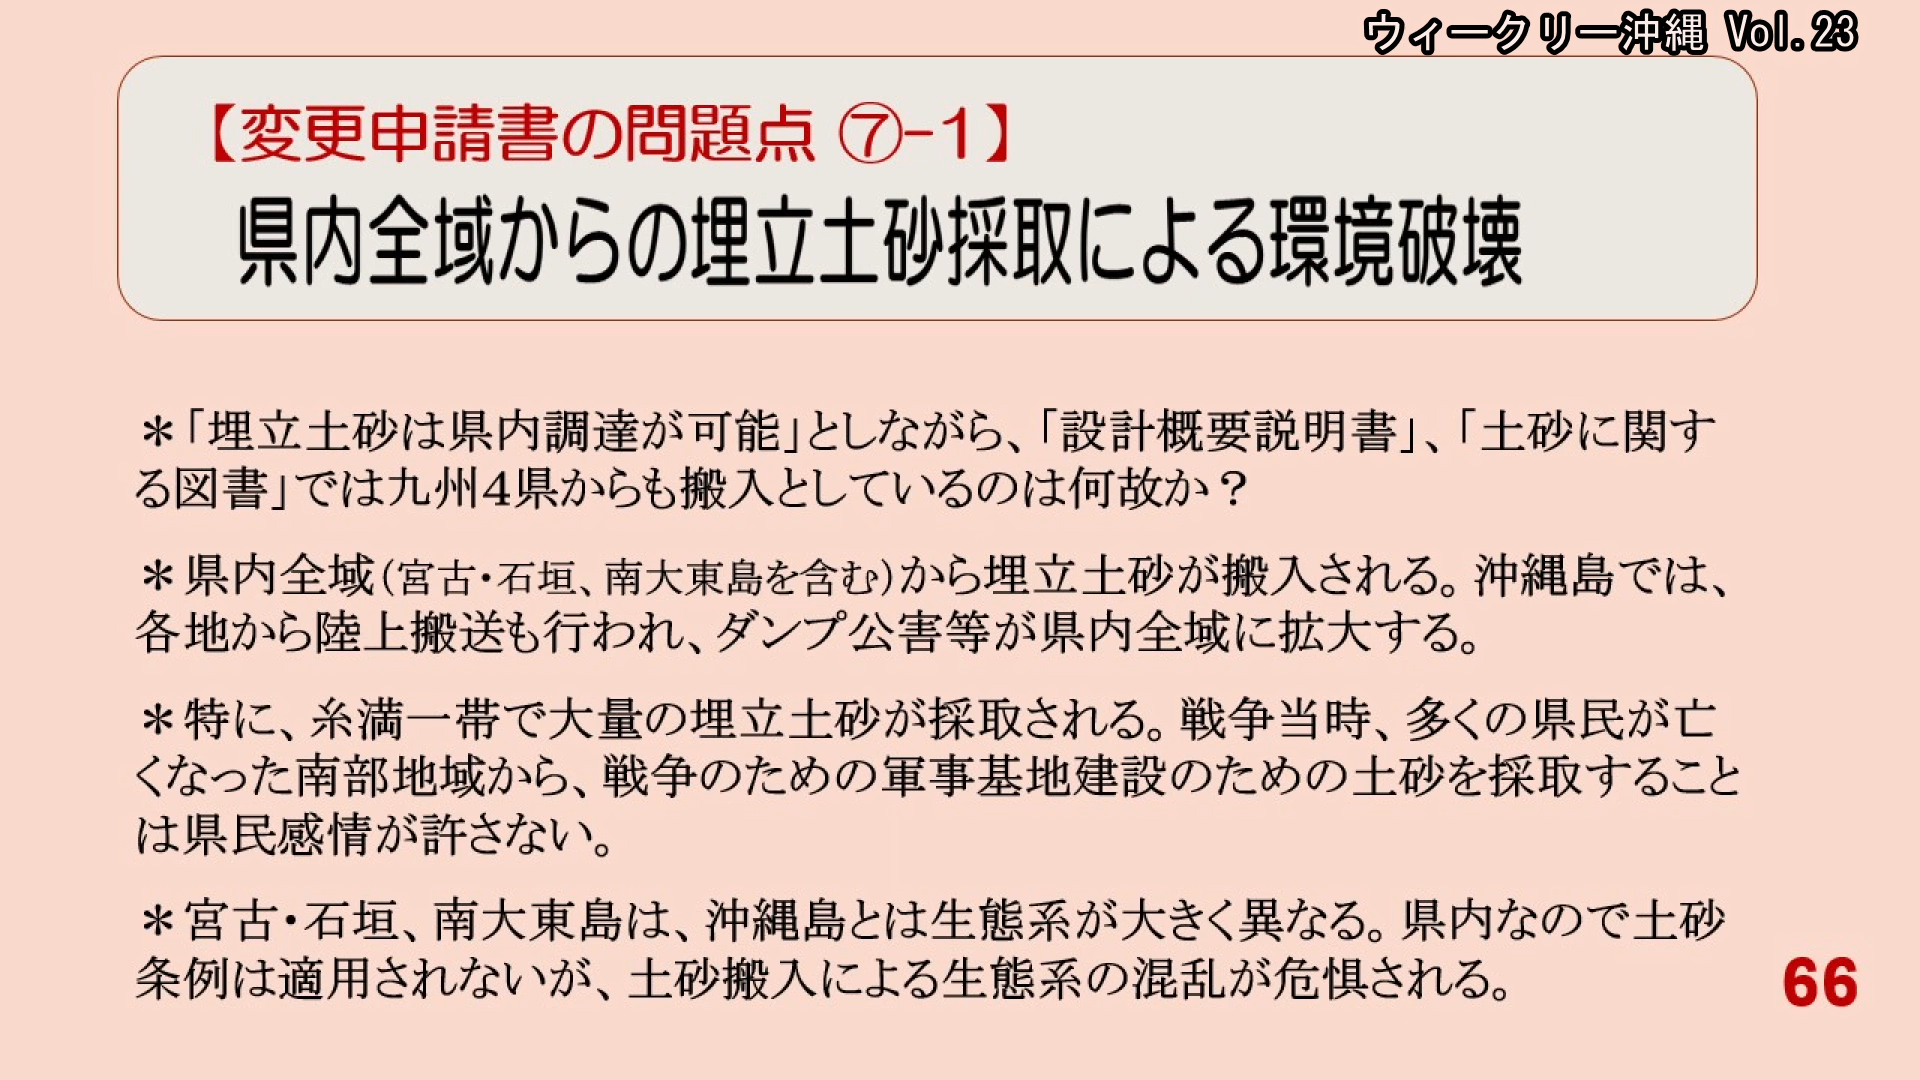 ウィークリー沖縄 Vol.23
【変更申請書の問題点 ⑦-1】
県内全域からの埋立土砂採取による環境破壊
＊「埋立土砂は県内調達が可能」としながら、「設計概要説明書」、「土砂に関す
る図書」では九州４県からも搬入としているのは何故か？
＊県内全域(宮古・石垣、南大東島を含む)から埋立土砂が搬入される。沖縄島では、
各地から陸上搬送も行われ、ダンプ公害等が県内全域に拡大する。
＊特に、糸満一帯で大量の埋立土砂が採取される。戦争当時、多くの県民が亡
くなった南部地域から、戦争のための軍事基地建設のための土砂を採取すること
は県民感情が許さない。
＊宮古・石垣、南大東島は、沖縄島とは生態系が大きく異なる。県内なので土砂
条例は適用されないが、土砂搬入による生態系の混乱が危惧される。
66